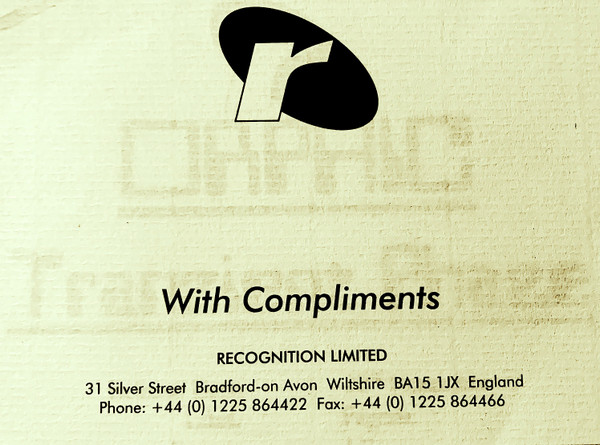 r
ORPHIC
With Compliments
RECOGNITION LIMITED
31 Silver Street Bradford-on Avon Wiltshire BA15 1JX England
Phone: +44 (0) 1225 864422 Fax: +44 (0) 1225 864466